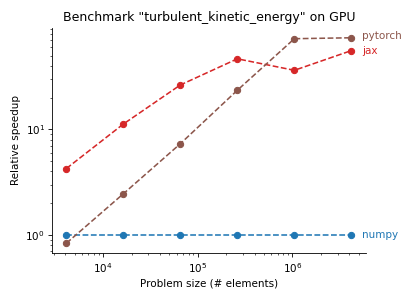 Benchmark "turbulent_kinetic_energy" on GPU
pytorch
jax
numpy
Relative speedup
10¹
10⁰
10⁴ 10⁵ 10⁶
Problem size (# elements)